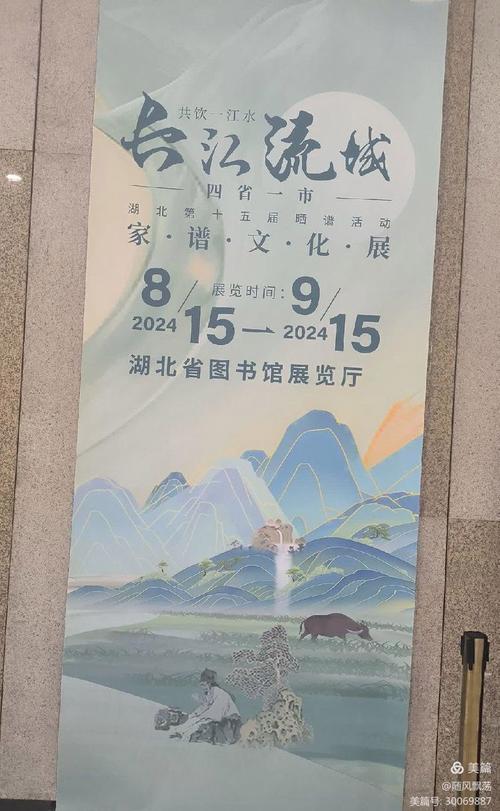 共饮一江水
长江流域
四省一市
湖北第十五届晒谱活动
家·谱·文·化·展
展览时间：
8/15 2024 — 9/15 2024
湖北省图书馆展览厅
美篇
@随风飘荡
美篇号: 30069887